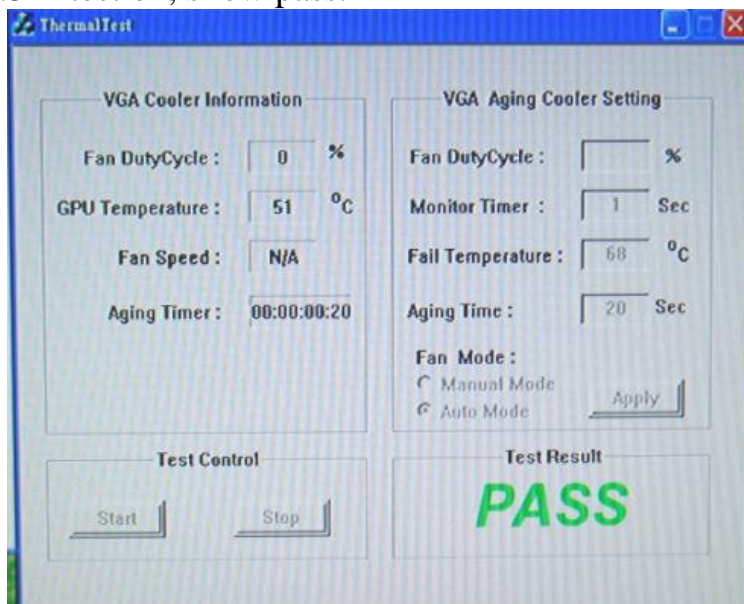 ThermalTest
VGA Cooler Information
Fan DutyCycle : 0 %
GPU Temperature : 51 °C
Fan Speed : N/A
Aging Timer : 00:00:00:20
VGA Aging Cooler Setting
Fan DutyCycle : %
Monitor Timer : 1 Sec
Fail Temperature : 68 °C
Aging Time : 20 Sec
Fan Mode :
Manual Mode
Auto Mode
Apply
Test Control
Start
Stop
Test Result
PASS